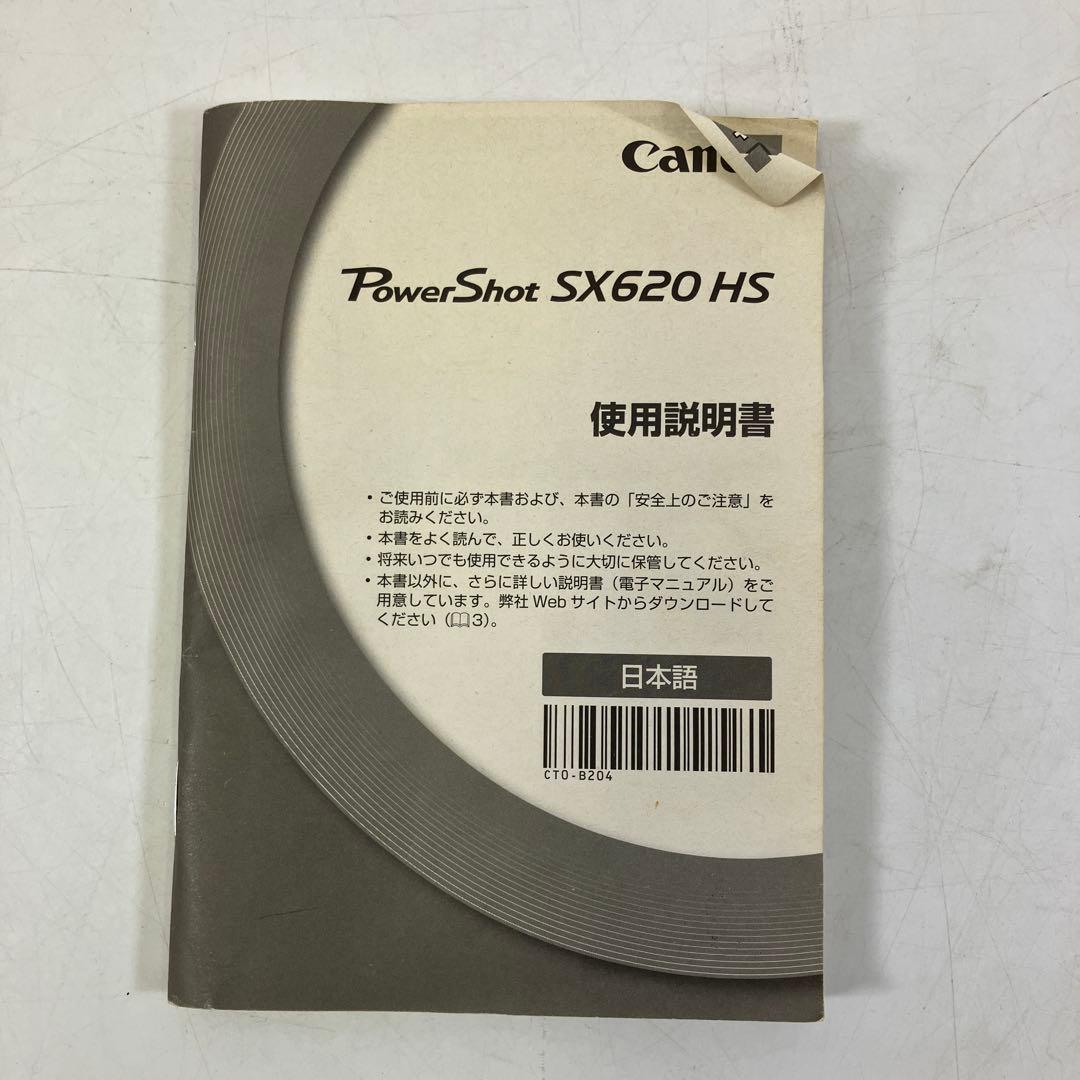 Can
PowerShot SX620 HS
使用説明書
・ご使用前に必ず本書および、本書の「安全上のご注意」を
お読みください。
・本書をよく読んで、正しくお使いください。
・将来いつでも使用できるように大切に保管してください。
・本書以外に、さらに詳しい説明書（電子マニュアル）をご
用意しています。弊社 Web サイトからダウンロードして
ください（📖3）。
日本語
CT0-B204